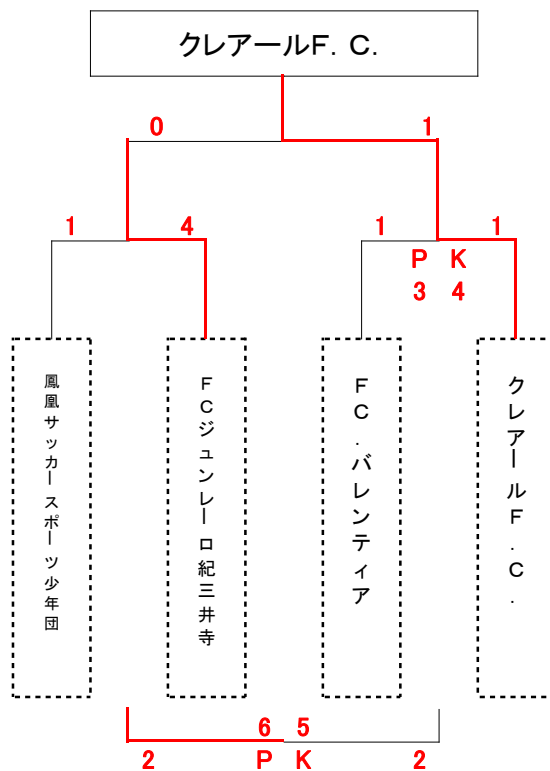 クレアールF．C．
0 1
1 4 1 1
P K
3 4
鳳凰サッカースポーツ少年団
FCジュンレーロ紀三井寺
FC．バレンティア
クレアールF．C．
6 5
2 P K 2